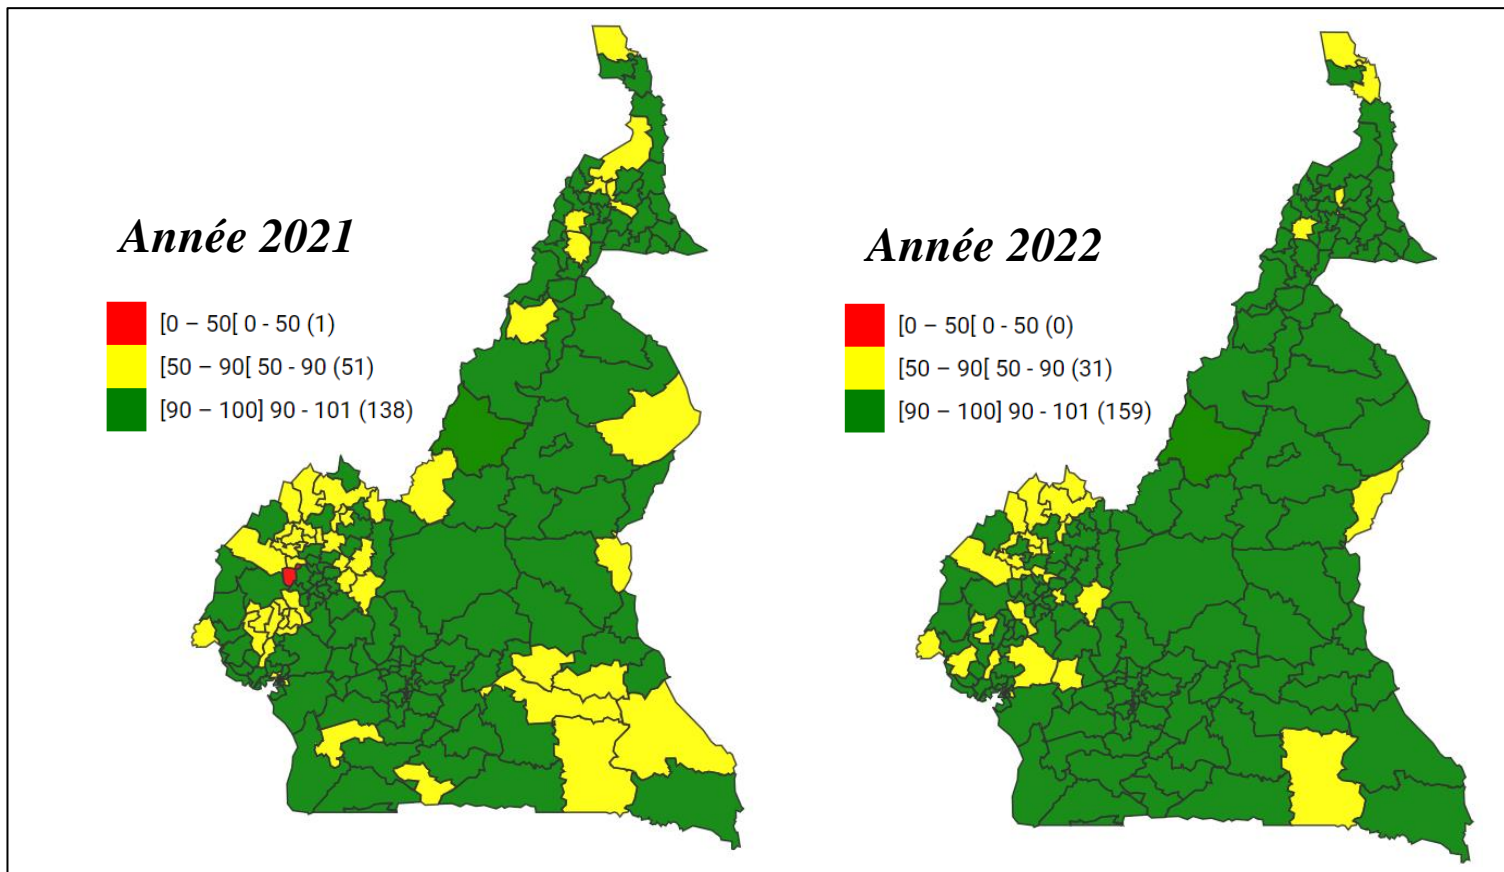 Année 2021
[0 – 50[ 0 - 50 (1)
[50 – 90[ 50 - 90 (51)
[90 – 100] 90 - 101 (138)
Année 2022
[0 – 50[ 0 - 50 (0)
[50 – 90[ 50 - 90 (31)
[90 – 100] 90 - 101 (159)